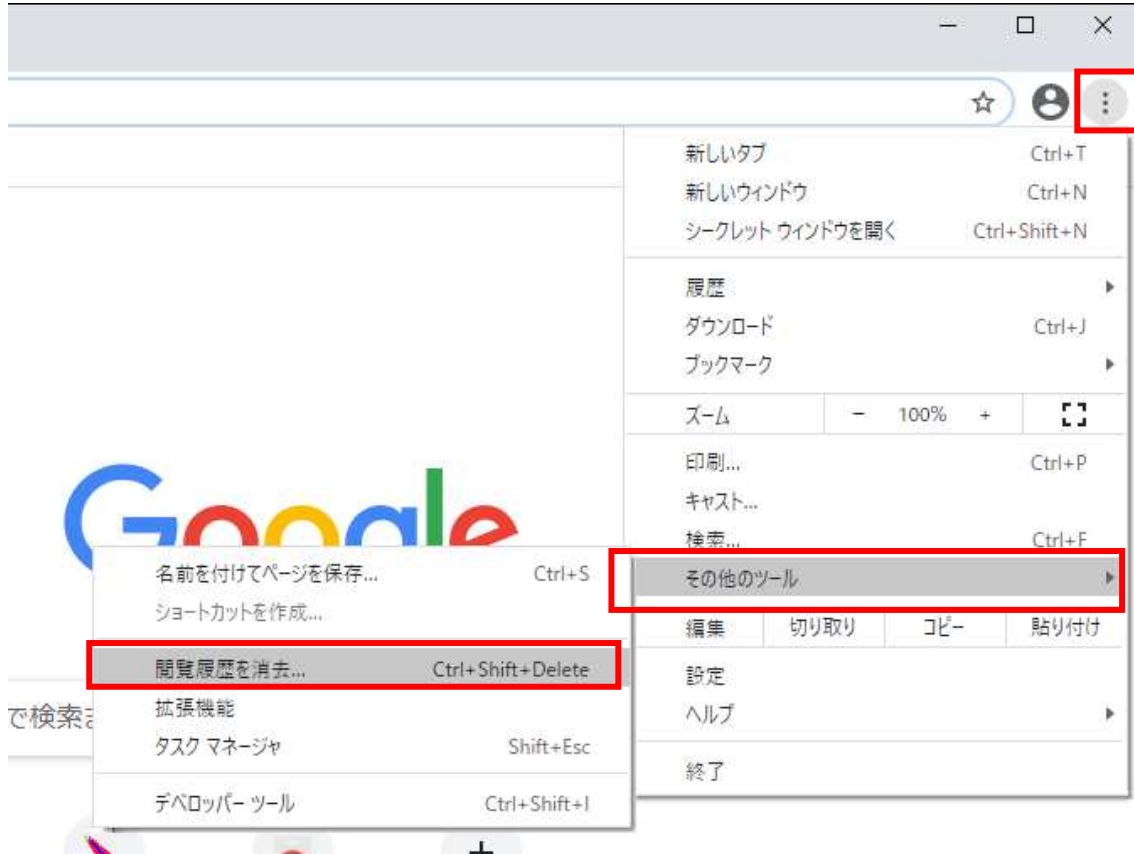 新しいタブ Ctrl+T
新しいウィンドウ Ctrl+N
シークレット ウィンドウを開く Ctrl+Shift+N
履歴
ダウンロード Ctrl+J
ブックマーク
ズーム - 100% +
印刷... Ctrl+P
キャスト...
検索... Ctrl+F
その他のツール
編集 切り取り コピー 貼り付け
設定
ヘルプ
終了
Google
名前を付けてページを保存... Ctrl+S
ショートカットを作成...
閲覧履歴を消去... Ctrl+Shift+Delete
拡張機能
タスク マネージャ Shift+Esc
デベロッパー ツール Ctrl+Shift+I
で検索